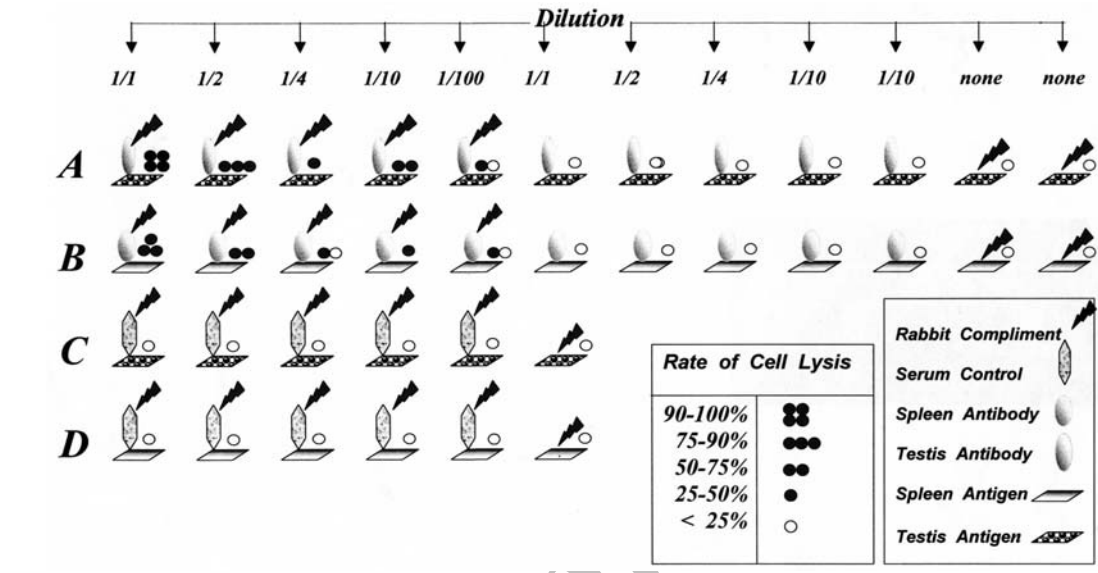 Dilution
1/1 1/2 1/4 1/10 1/100 1/1 1/2 1/4 1/10 1/10 none none
A
B
C
D
Rate of Cell Lysis
90-100%
75-90%
50-75%
25-50%
< 25%
Rabbit Compliment
Serum Control
Spleen Antibody
Testis Antibody
Spleen Antigen
Testis Antigen